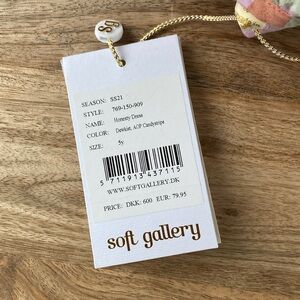 SG
SEASON: SS21
STYLE: 769-150-909
NAME: Honesty Dress
COLOR: Dewkist, AOP Candystripe
SIZE: 5y
5 711913 437115
WWW.SOFTGALLERY.DK
PRICE: DKK: 600 EUR: 79.95
soft gallery